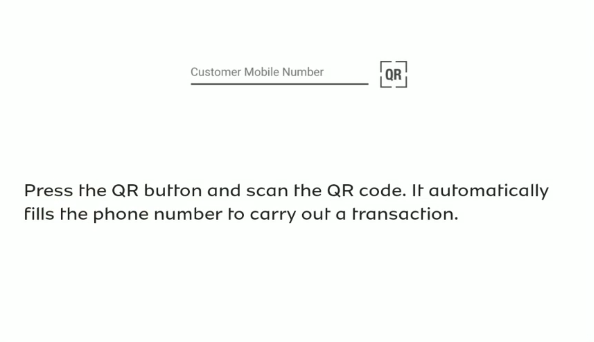 Customer Mobile Number
QR
Press the QR button and scan the QR code. It automatically
fills the phone number to carry out a transaction.